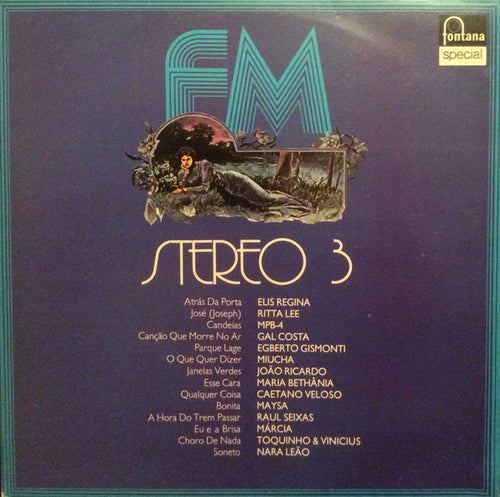 fontana
special
FM
STEREO 3
Atrás Da Porta ELIS REGINA
José (Joseph) RITTA LEE
Candeias MPB-4
Canção Que Morre No Ar GAL COSTA
Parque Lage EGBERTO GISMONTI
O Que Quer Dizer MIUCHA
Janelas Verdes JOÃO RICARDO
Esse Cara MARIA BETHÂNIA
Qualquer Coisa CAETANO VELOSO
Bonita MAYSA
A Hora Do Trem Passar RAUL SEIXAS
Eu e a Brisa MÁRCIA
Choro De Nada TOQUINHO & VINICIUS
Soneto NARA LEÃO